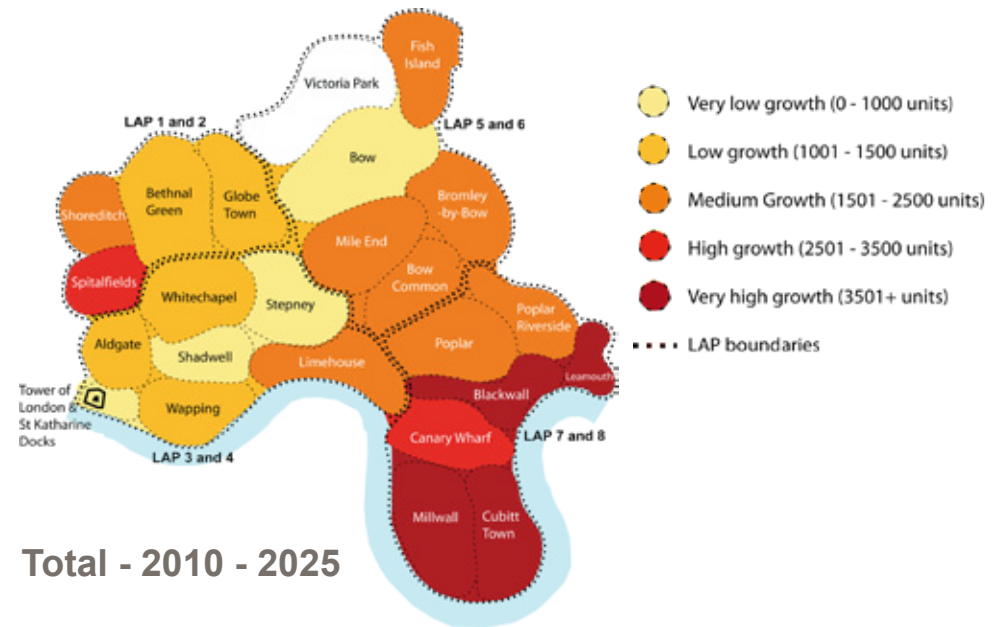 Fish
Island
Victoria Park
LAP 1 and 2
LAP 5 and 6
Bow
Bethnal
Green
Globe
Town
Bromley
-by-Bow
Shoreditch
Mile End
Bow
Common
Spitalfields
Whitechapel
Stepney
Poplar
Riverside
Aldgate
Shadwell
Poplar
Limehouse
Leamouth
Tower of
London &
St Katharine
Docks
Wapping
Blackwall
Canary Wharf
LAP 7 and 8
LAP 3 and 4
Millwall
Cubitt
Town
Total - 2010 - 2025
Very low growth (0 - 1000 units)
Low growth (1001 - 1500 units)
Medium Growth (1501 - 2500 units)
High growth (2501 - 3500 units)
Very high growth (3501+ units)
LAP boundaries